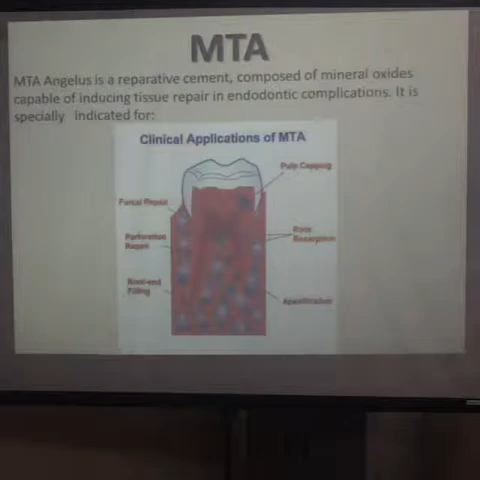 MTA
MTA Angelus is a reparative cement, composed of mineral oxides
capable of inducing tissue repair in endodontic complications. It is
specially indicated for:
Clinical Applications of MTA
Pulp Capping
Furcal Repair
Perforation
Repair
Root
Resorption
Root-end
Filling
Apexification